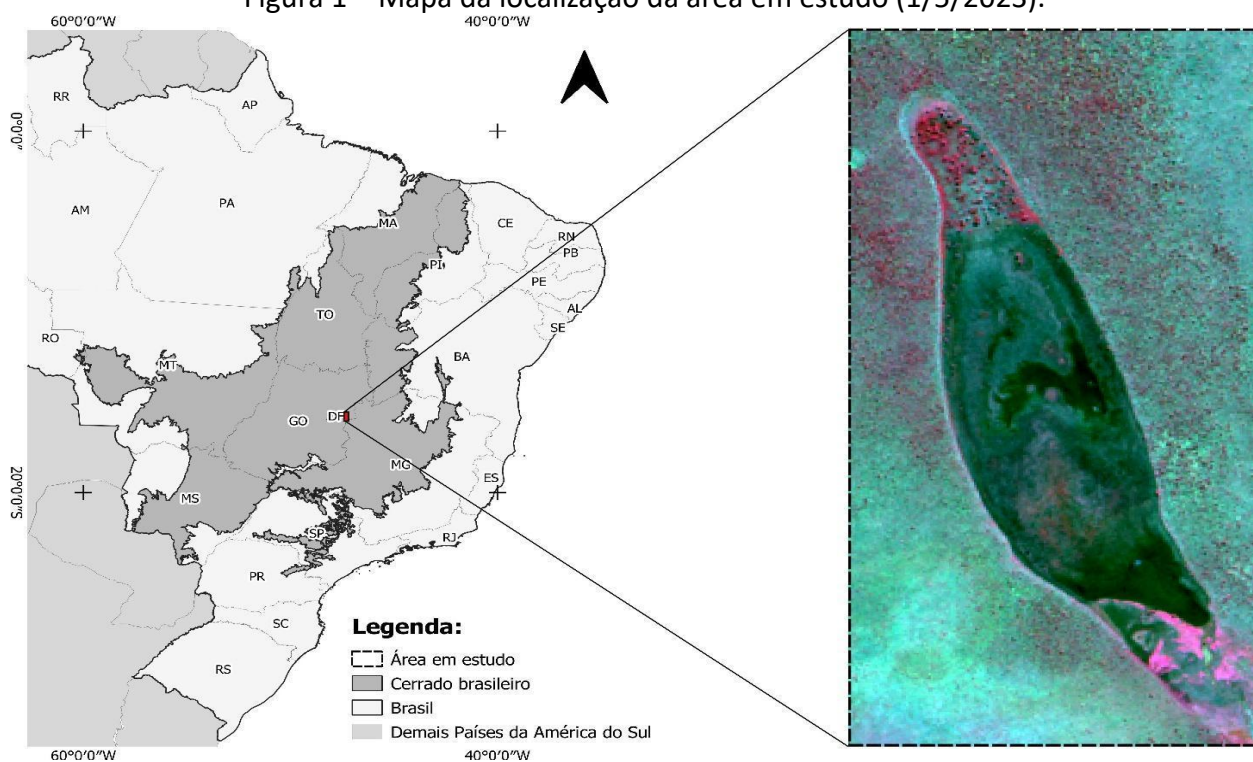 Figura 1 – Mapa da localização da área em estudo (1/5/2023).
60°0'0"W 40°0'0"W
RR
AP
0°0'0"
AM
PA
MA
CE
RN
PB
PI
PE
AL
SE
TO
RO
MT
BA
GO
DF
20°0'0"S
MG
ES
MS
SP
RJ
PR
SC
RS
Legenda:
Área em estudo
Cerrado brasileiro
Brasil
Demais Países da América do Sul
60°0'0"W 40°0'0"W